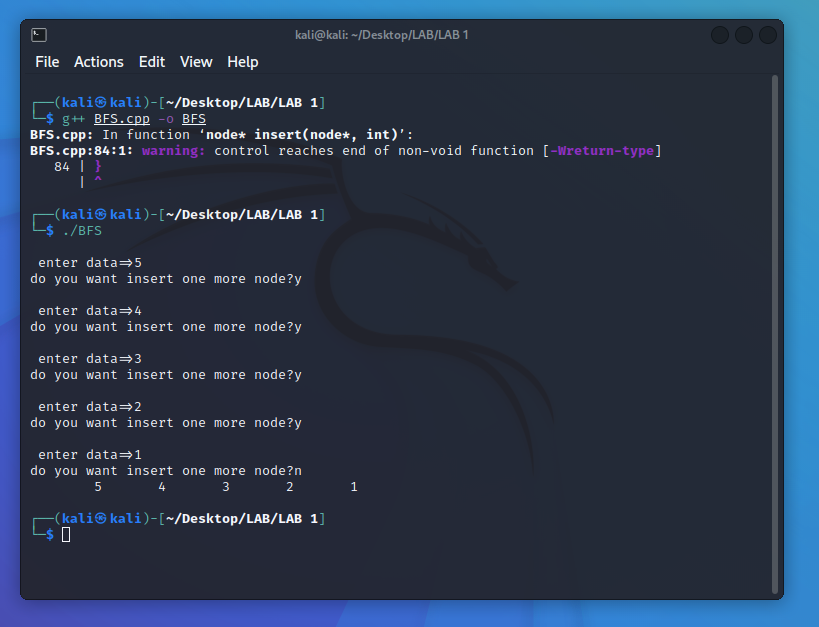 kali@kali: ~/Desktop/LAB/LAB 1
File Actions Edit View Help
┌──(kali㉿kali)-[~/Desktop/LAB/LAB 1]
└─$ g++ BFS.cpp -o BFS
BFS.cpp: In function ‘node* insert(node*, int)’:
BFS.cpp:84:1: warning: control reaches end of non-void function [-Wreturn-type]
84 | }
| ^
┌──(kali㉿kali)-[~/Desktop/LAB/LAB 1]
└─$ ./BFS
enter data=>5
do you want insert one more node?y
enter data=>4
do you want insert one more node?y
enter data=>3
do you want insert one more node?y
enter data=>2
do you want insert one more node?y
enter data=>1
do you want insert one more node?n
5 4 3 2 1
┌──(kali㉿kali)-[~/Desktop/LAB/LAB 1]
└─$